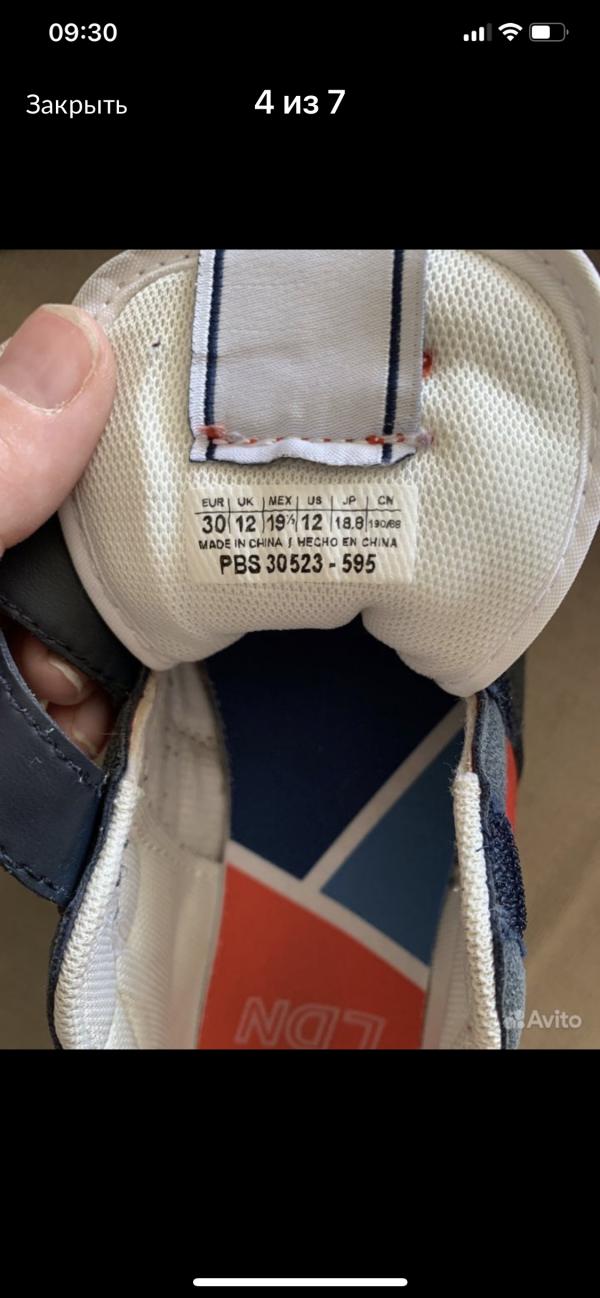 09:30
Закрыть
4 из 7
EUR | UK | MEX | US | JP | CN
30 | 12 | 19½ | 12 | 18,8 | 190/68
MADE IN CHINA / HECHO EN CHINA
PBS 30523 - 595
LDN
Avito